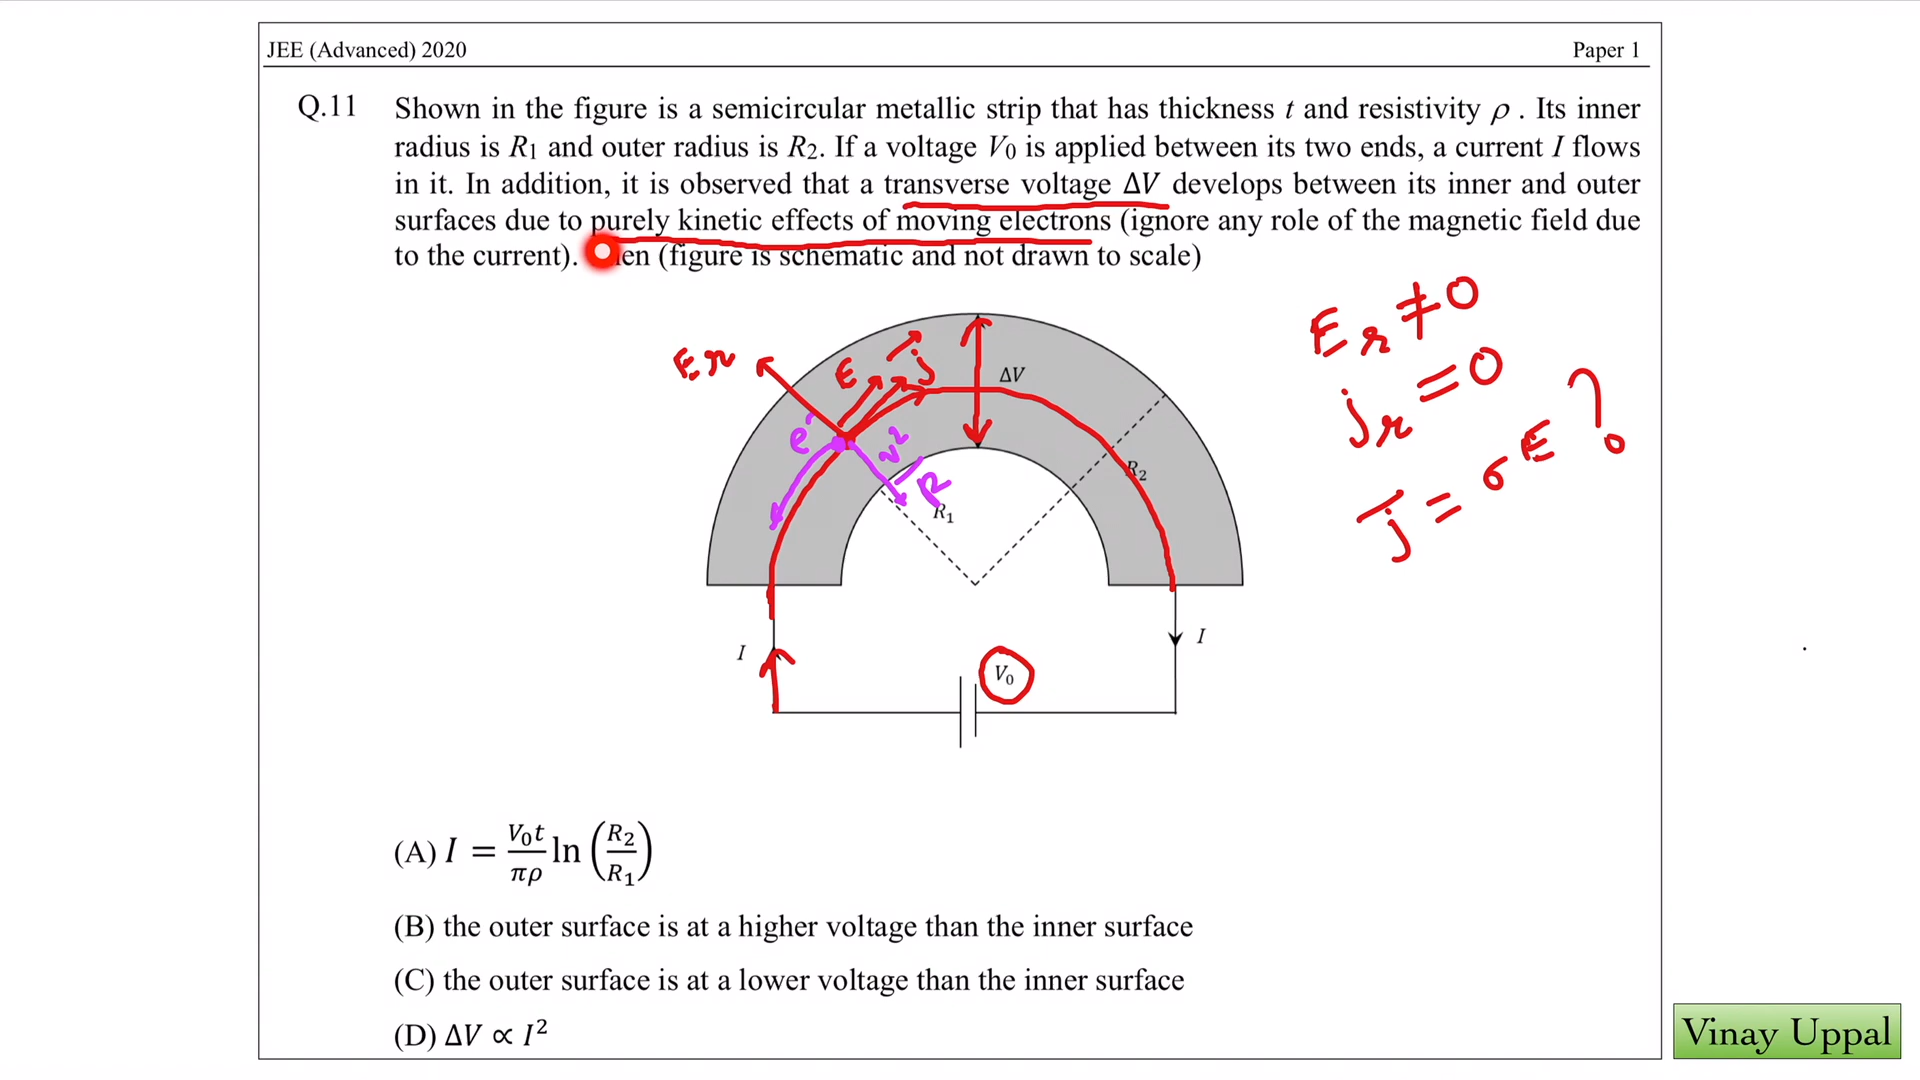 JEE (Advanced) 2020 Paper 1
Q.11 Shown in the figure is a semicircular metallic strip that has thickness t and resistivity ρ . Its inner
radius is R₁ and outer radius is R₂. If a voltage V₀ is applied between its two ends, a current I flows
in it. In addition, it is observed that a transverse voltage ΔV develops between its inner and outer
surfaces due to purely kinetic effects of moving electrons (ignore any role of the magnetic field due
to the current). en (figure is schematic and not drawn to scale)
E_r ≠ 0
E_r
E j
ΔV
j_r = 0
e⁻
v²/R
R₂
R₁
j = σE ?
I
I
V₀
(A) I = V₀t/πρ ln(R₂/R₁)
(B) the outer surface is at a higher voltage than the inner surface
(C) the outer surface is at a lower voltage than the inner surface
(D) ΔV ∝ I²
Vinay Uppal